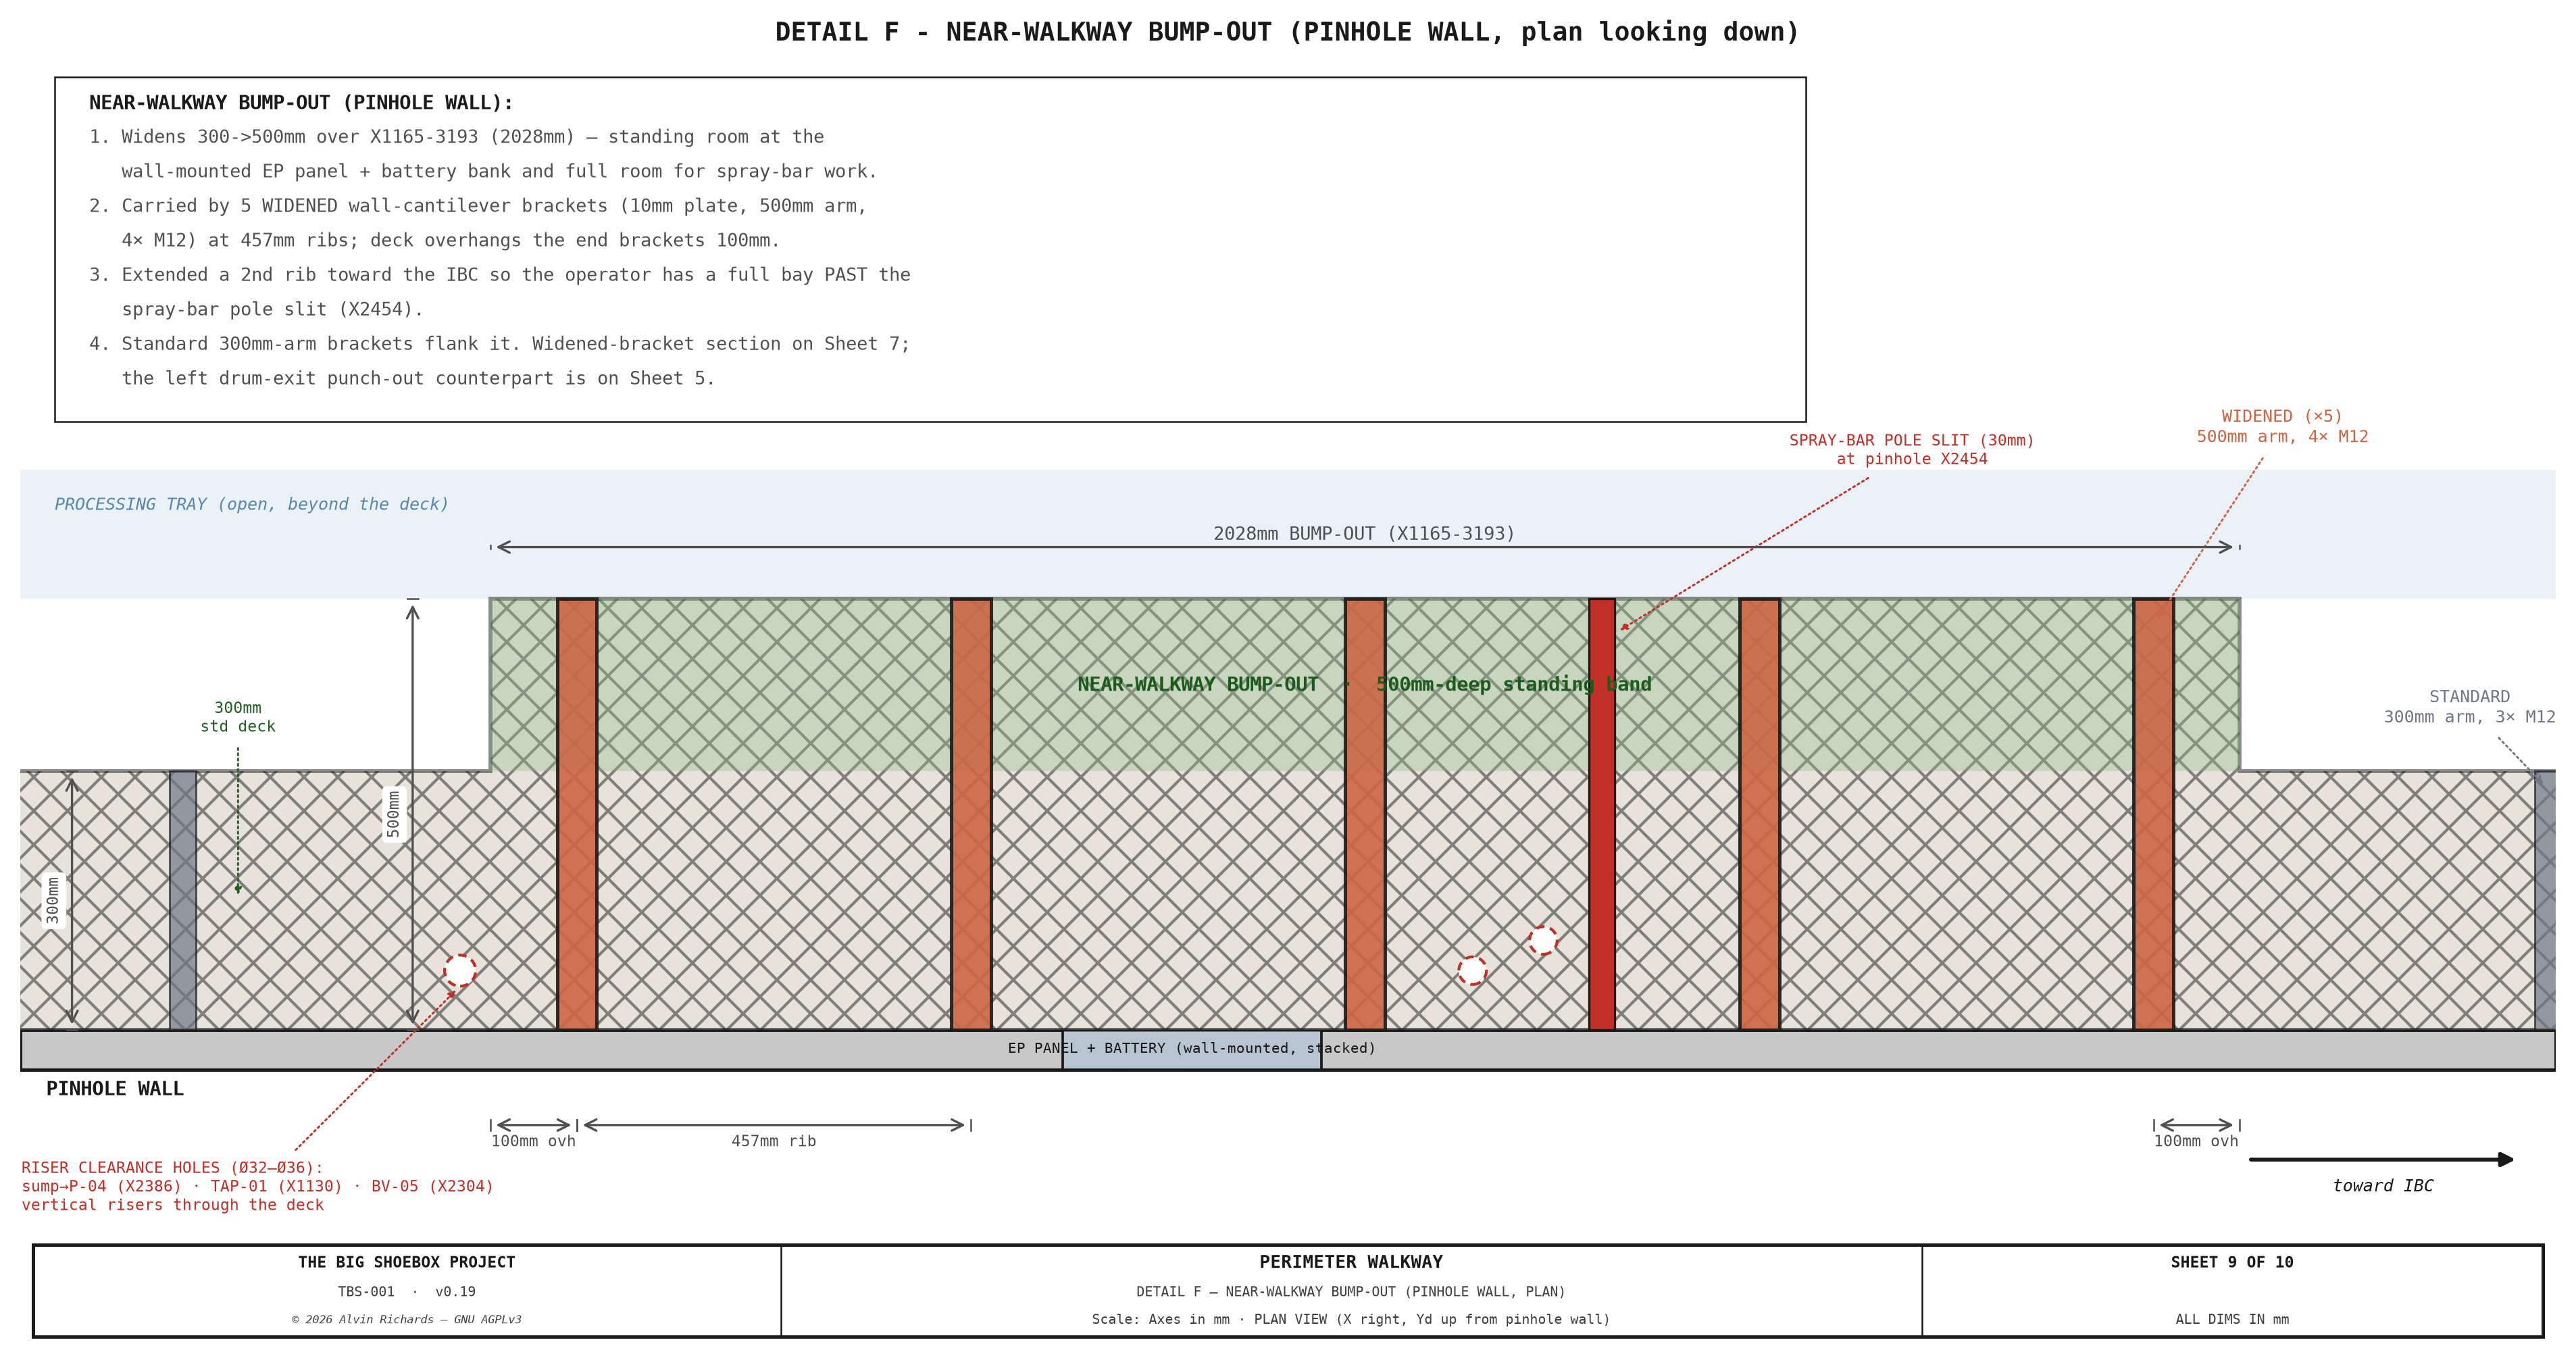 DETAIL F - NEAR-WALKWAY BUMP-OUT (PINHOLE WALL, plan looking down)
NEAR-WALKWAY BUMP-OUT (PINHOLE WALL):
1. Widens 300->500mm over X1165-3193 (2028mm) — standing room at the
wall-mounted EP panel + battery bank and full room for spray-bar work.
2. Carried by 5 WIDENED wall-cantilever brackets (10mm plate, 500mm arm,
4× M12) at 457mm ribs; deck overhangs the end brackets 100mm.
3. Extended a 2nd rib toward the IBC so the operator has a full bay PAST the
spray-bar pole slit (X2454).
4. Standard 300mm-arm brackets flank it. Widened-bracket section on Sheet 7;
the left drum-exit punch-out counterpart is on Sheet 5.
WIDENED (×5)
500mm arm, 4× M12
SPRAY-BAR POLE SLIT (30mm)
at pinhole X2454
PROCESSING TRAY (open, beyond the deck)
2028mm BUMP-OUT (X1165-3193)
NEAR-WALKWAY BUMP-OUT · 500mm-deep standing band
300mm
std deck
STANDARD
300mm arm, 3× M12
500mm
300mm
EP PANEL + BATTERY (wall-mounted, stacked)
PINHOLE WALL
100mm ovh
457mm rib
100mm ovh
RISER CLEARANCE HOLES (Ø32–Ø36):
sump→P-04 (X2386) · TAP-01 (X1130) · BV-05 (X2304)
vertical risers through the deck
toward IBC
THE BIG SHOEBOX PROJECT
TBS-001 · v0.19
© 2026 Alvin Richards — GNU AGPLv3
PERIMETER WALKWAY
DETAIL F — NEAR-WALKWAY BUMP-OUT (PINHOLE WALL, PLAN)
Scale: Axes in mm · PLAN VIEW (X right, Yd up from pinhole wall)
SHEET 9 OF 10
ALL DIMS IN mm